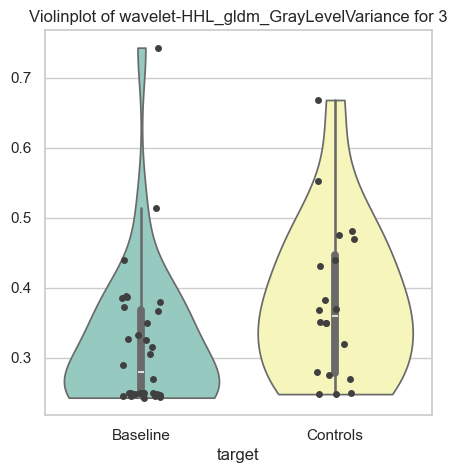 Violinplot of wavelet-HHL_gldm_GrayLevelVariance for 3
0.7
0.6
0.5
0.4
0.3
Baseline Controls
target